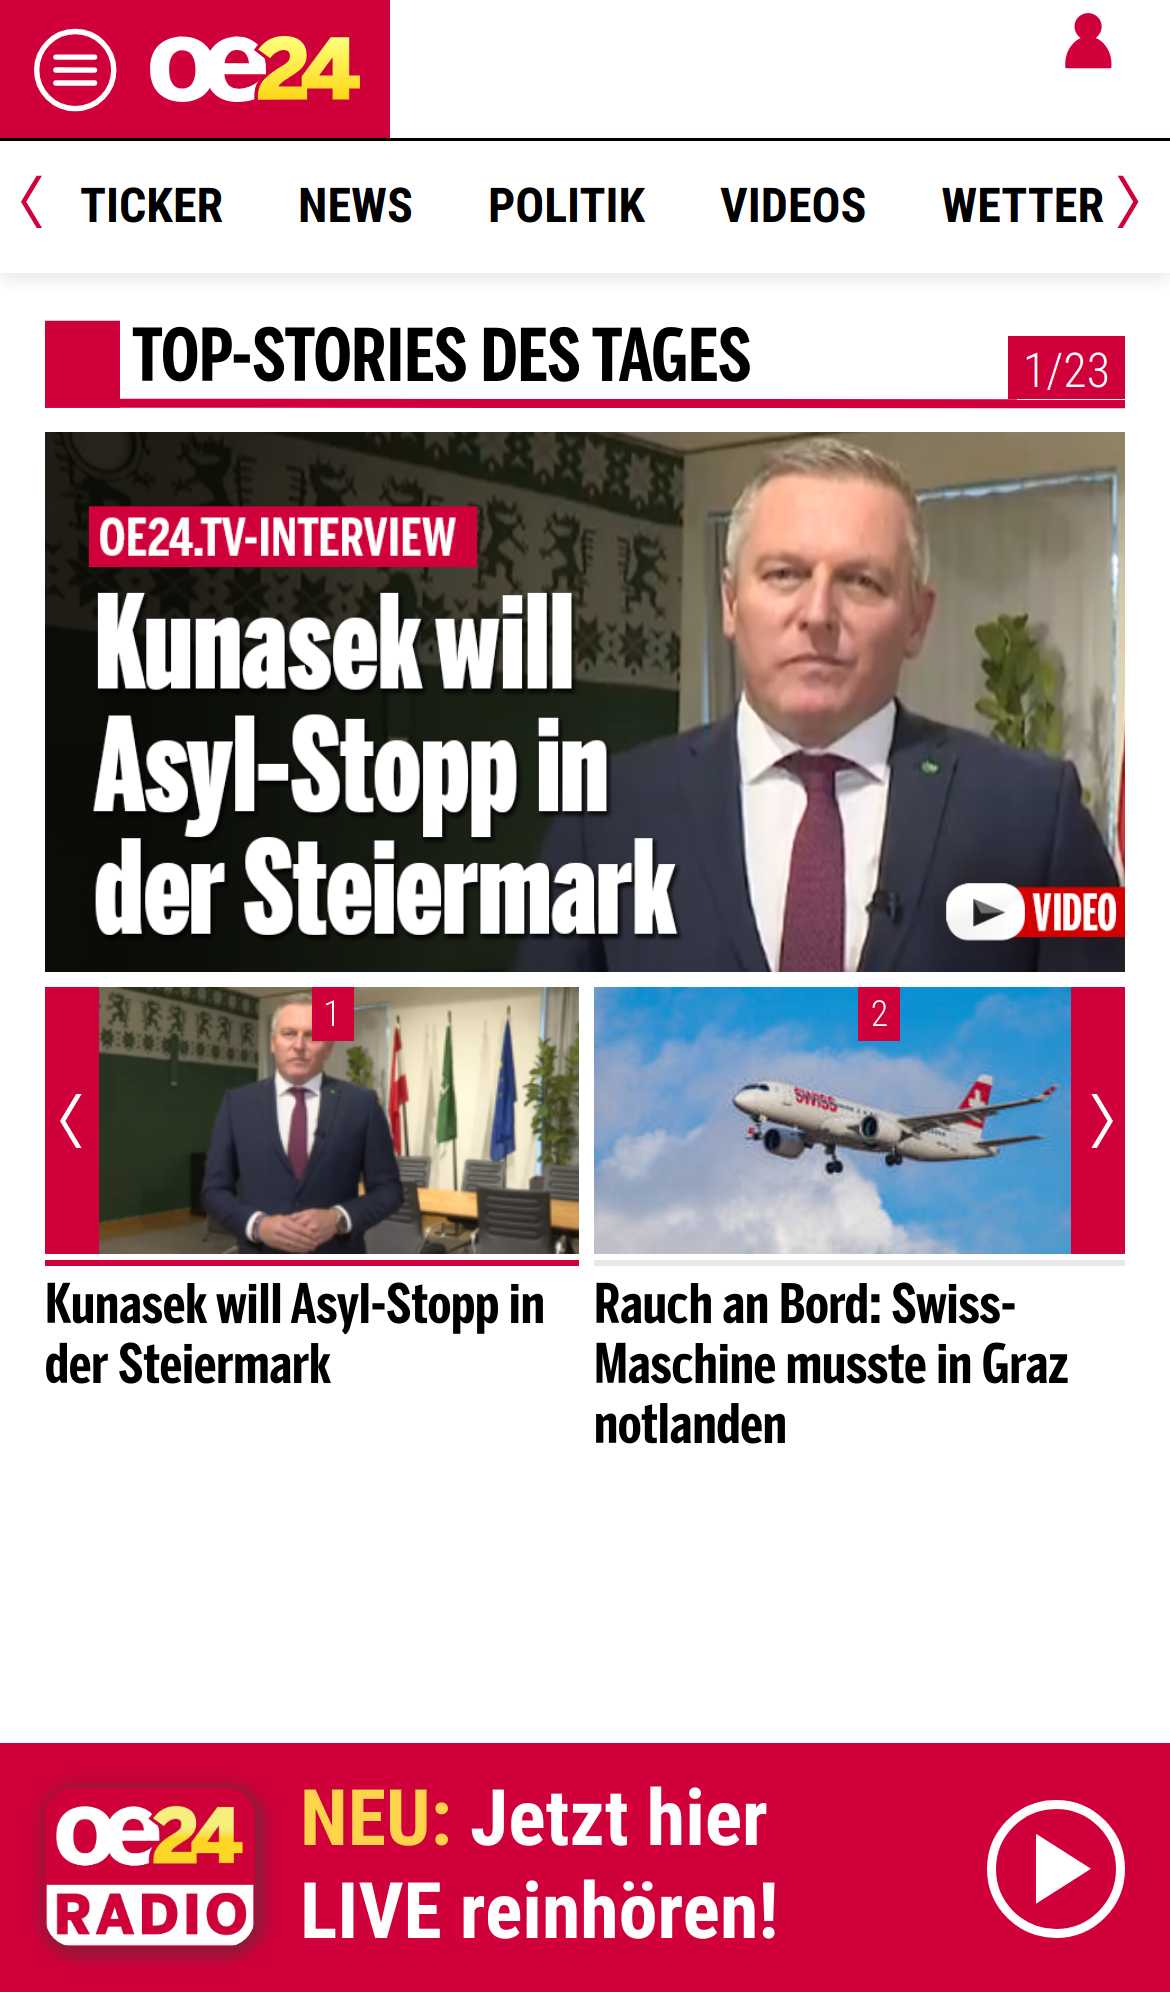 oe24
TICKER NEWS POLITIK VIDEOS WETTER
TOP-STORIES DES TAGES
1/23
OE24.TV-INTERVIEW
Kunasek will
Asyl-Stopp in
der Steiermark
VIDEO
1
2
SWISS
Kunasek will Asyl-Stopp in
der Steiermark
Rauch an Bord: Swiss-
Maschine musste in Graz
notlanden
oe24
RADIO
NEU: Jetzt hier
LIVE reinhören!